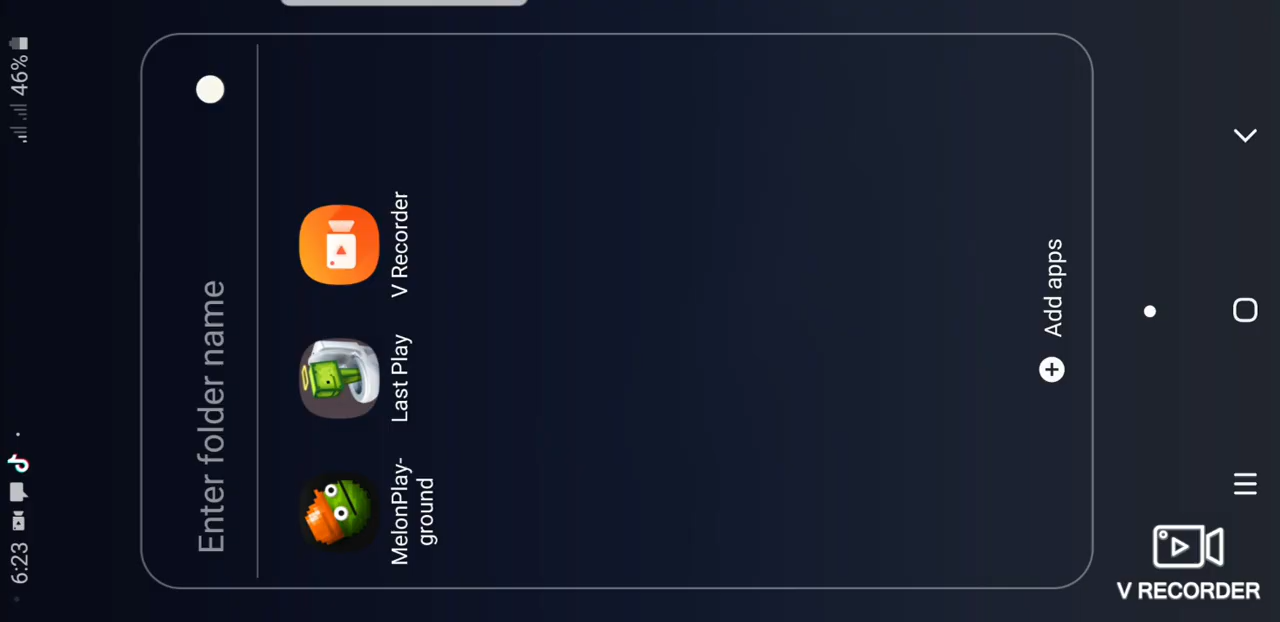 6:23
46%
Enter folder name
MelonPlay-
ground
Last Play
V Recorder
Add apps
V RECORDER